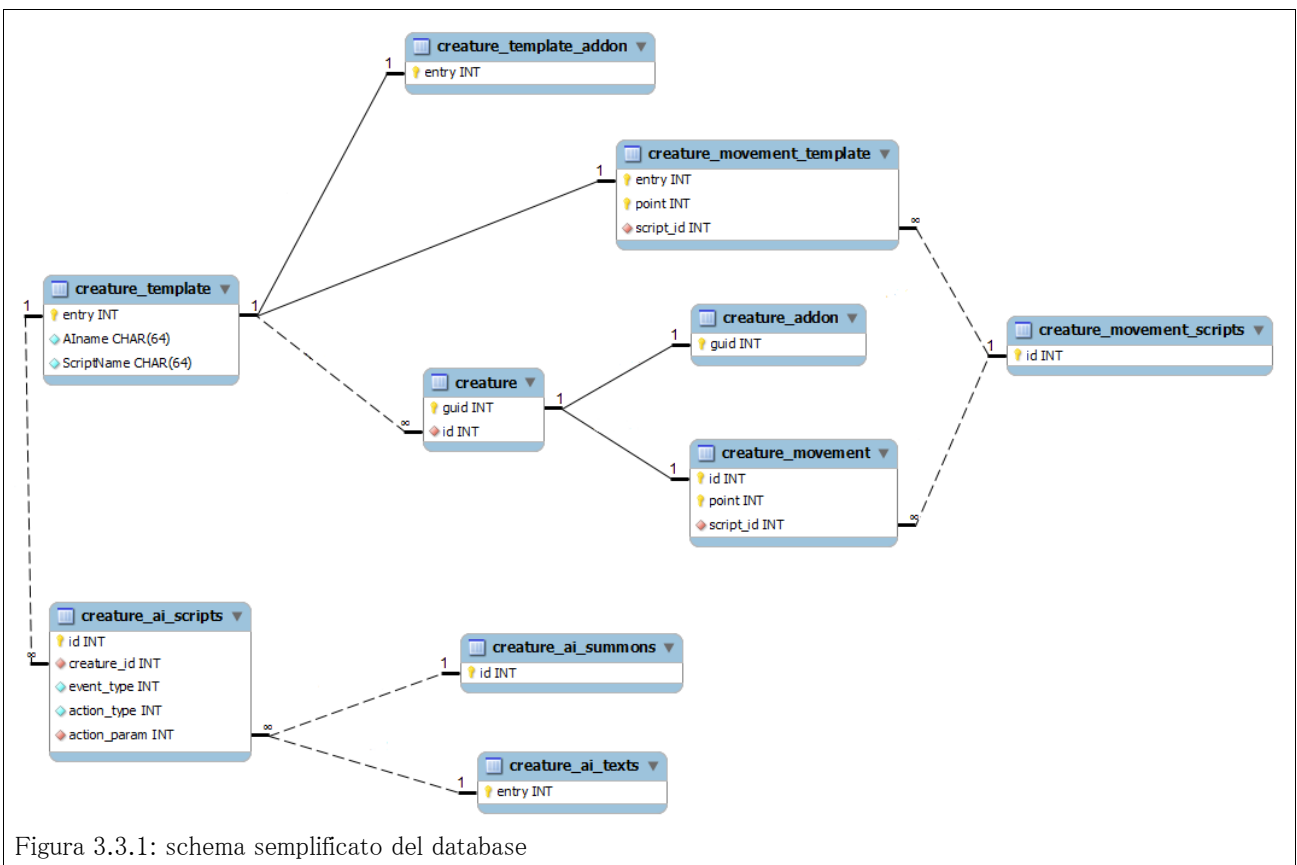 creature_template_addon
entry INT
1
creature_movement_template
entry INT
point INT
script_id INT
1
∞
creature_template
entry INT
AIname CHAR(64)
ScriptName CHAR(64)
1
1
creature_addon
guid INT
1
creature_movement_scripts
id INT
1
creature
guid INT
id INT
1
∞
creature_movement
id INT
point INT
script_id INT
1
∞
creature_ai_scripts
id INT
creature_id INT
event_type INT
action_type INT
action_param INT
∞
∞
creature_ai_summons
id INT
1
creature_ai_texts
entry INT
1
Figura 3.3.1: schema semplificato del database